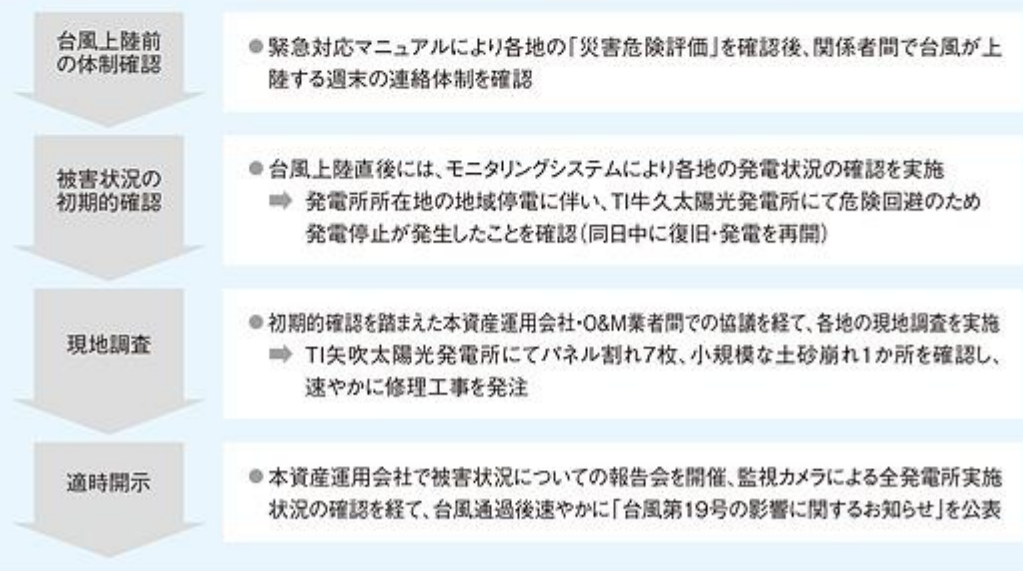 台風上陸前
の体制確認
●緊急対応マニュアルにより各地の「災害危険評価」を確認後、関係者間で台風が上
陸する週末の連絡体制を確認
被害状況の
初期的確認
●台風上陸直後には、モニタリングシステムにより各地の発電状況の確認を実施
➡ 発電所所在地の地域停電に伴い、TI牛久太陽光発電所にて危険回避のため
発電停止が発生したことを確認(同日中に復旧・発電を再開)
現地調査
●初期的確認を踏まえた本資産運用会社・O&M業者間での協議を経て、各地の現地調査を実施
➡ TI矢吹太陽光発電所にてパネル割れ7枚、小規模な土砂崩れ1か所を確認し、
速やかに修理工事を発注
適時開示
●本資産運用会社で被害状況についての報告会を開催、監視カメラによる全発電所実施
状況の確認を経て、台風通過後速やかに「台風第19号の影響に関するお知らせ」を公表